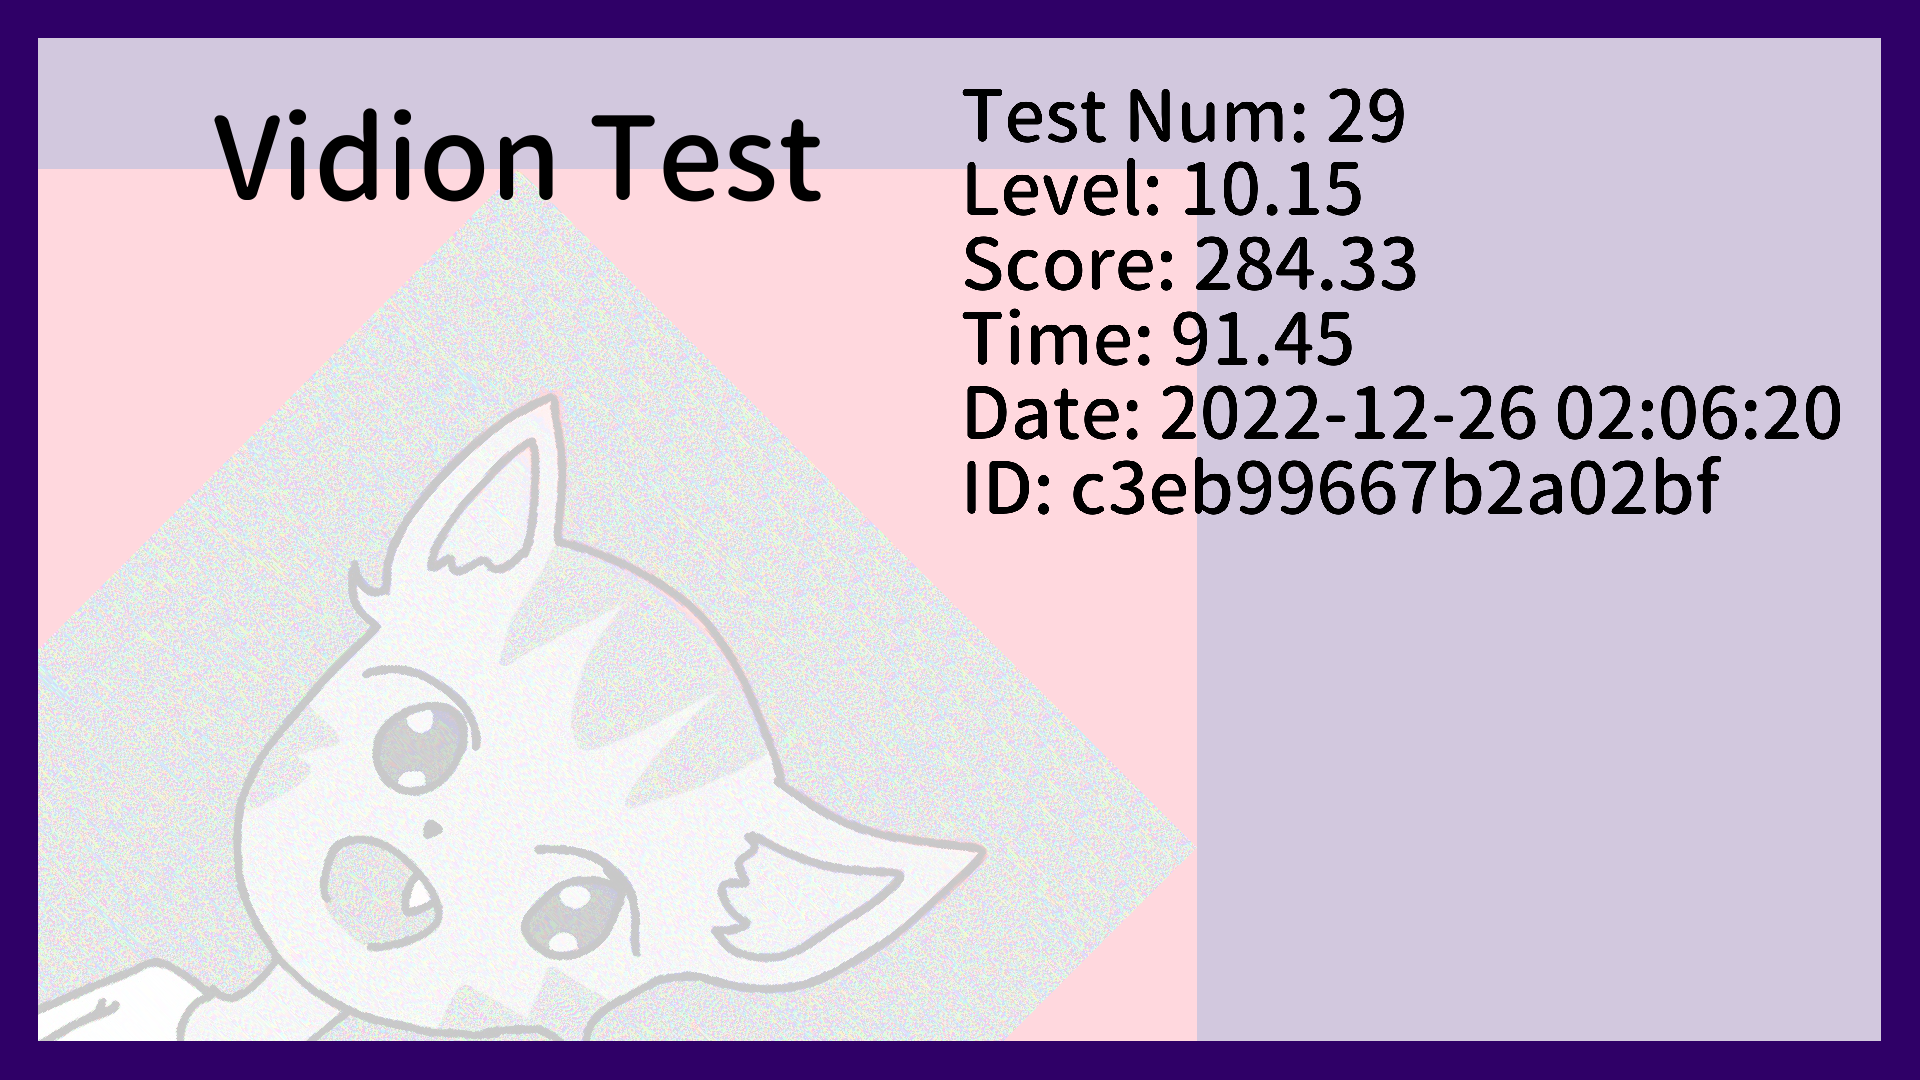 Vidion Test
Test Num: 29
Level: 10.15
Score: 284.33
Time: 91.45
Date: 2022-12-26 02:06:20
ID: c3eb99667b2a02bf